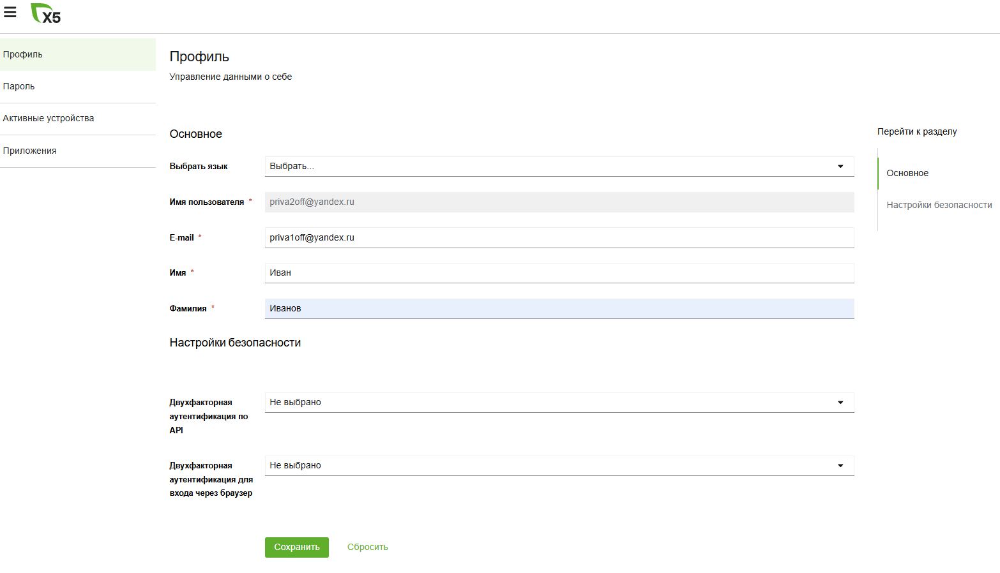 X5
Профиль
Пароль
Активные устройства
Приложения
Профиль
Управление данными о себе
Основное
Выбрать язык
Выбрать...
Имя пользователя *
priva2off@yandex.ru
E-mail *
priva1off@yandex.ru
Имя *
Иван
Фамилия *
Иванов
Настройки безопасности
Двухфакторная
аутентификация по
API
Не выбрано
Двухфакторная
аутентификация для
входа через браузер
Не выбрано
Сохранить
Сбросить
Перейти к разделу
Основное
Настройки безопасности